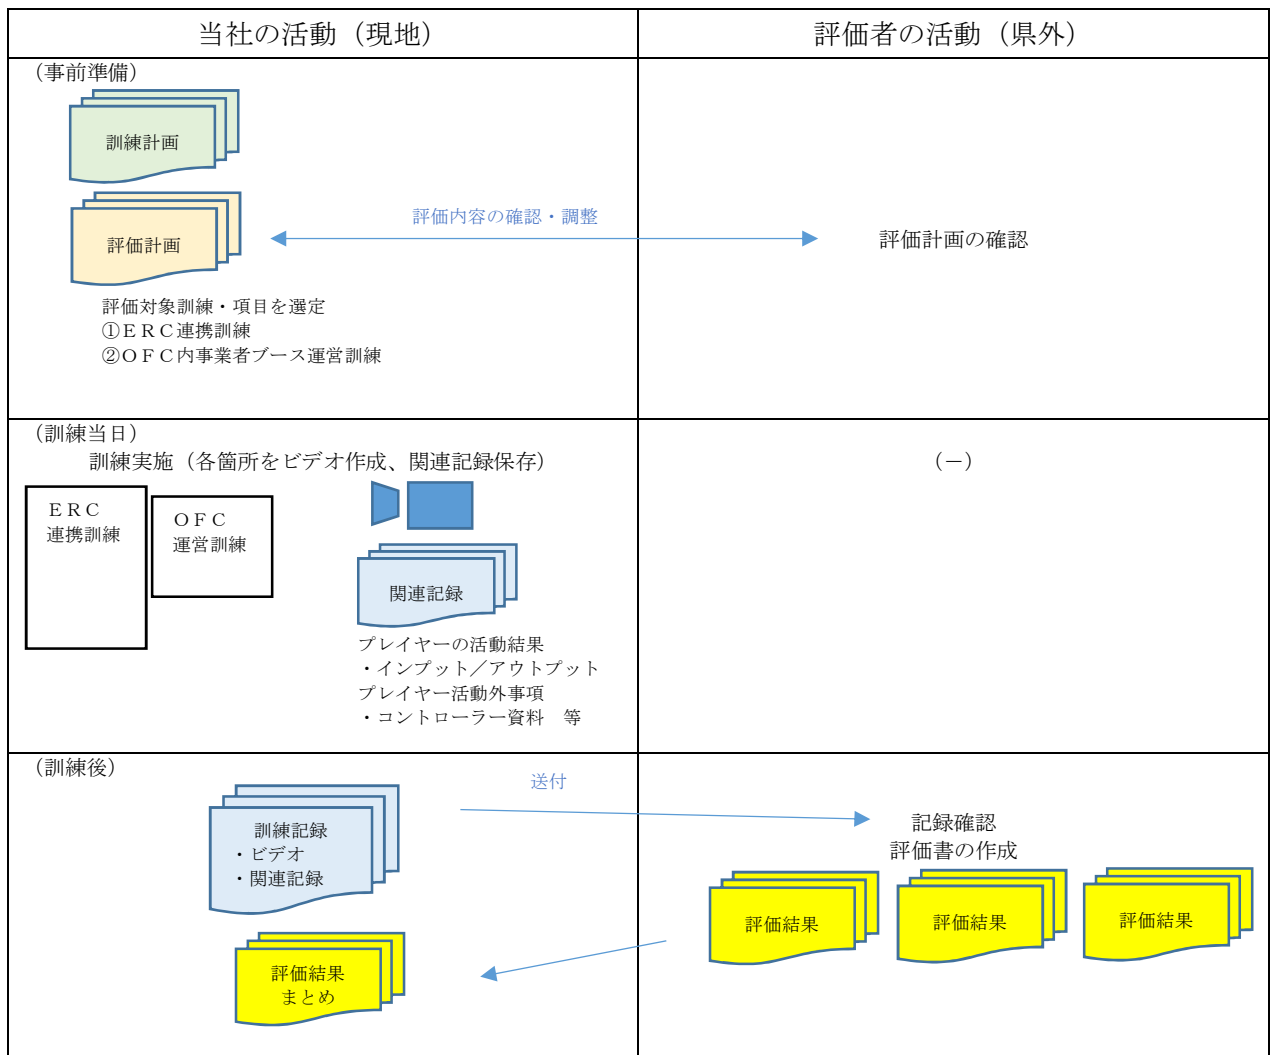 当社の活動（現地）
評価者の活動（県外）
（事前準備）
訓練計画
評価計画
評価内容の確認・調整
評価計画の確認
評価対象訓練・項目を選定
①ＥＲＣ連携訓練
②ＯＦＣ内事業者ブース運営訓練
（訓練当日）
訓練実施（各箇所をビデオ作成、関連記録保存）
（－）
ＥＲＣ
連携訓練
ＯＦＣ
運営訓練
関連記録
プレイヤーの活動結果
・インプット／アウトプット
プレイヤー活動外事項
・コントローラー資料　等
（訓練後）
送付
訓練記録
・ビデオ
・関連記録
記録確認
評価書の作成
評価結果
評価結果
評価結果
評価結果
まとめ